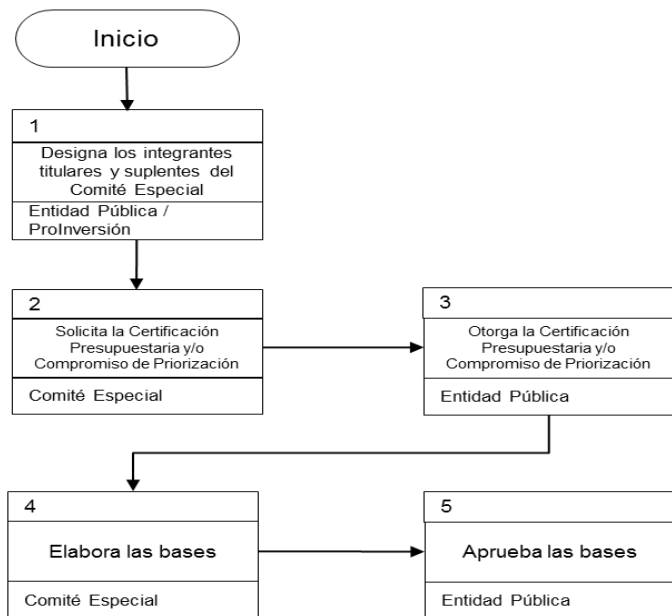 Inicio
1
Designa los integrantes
titulares y suplentes del
Comité Especial
Entidad Pública /
ProInversión
2
Solicita la Certificación
Presupuestaria y/o
Compromiso de Priorización
Comité Especial
3
Otorga la Certificación
Presupuestaria y/o
Compromiso de Priorización
Entidad Pública
4
Elabora las bases
Comité Especial
5
Aprueba las bases
Entidad Pública